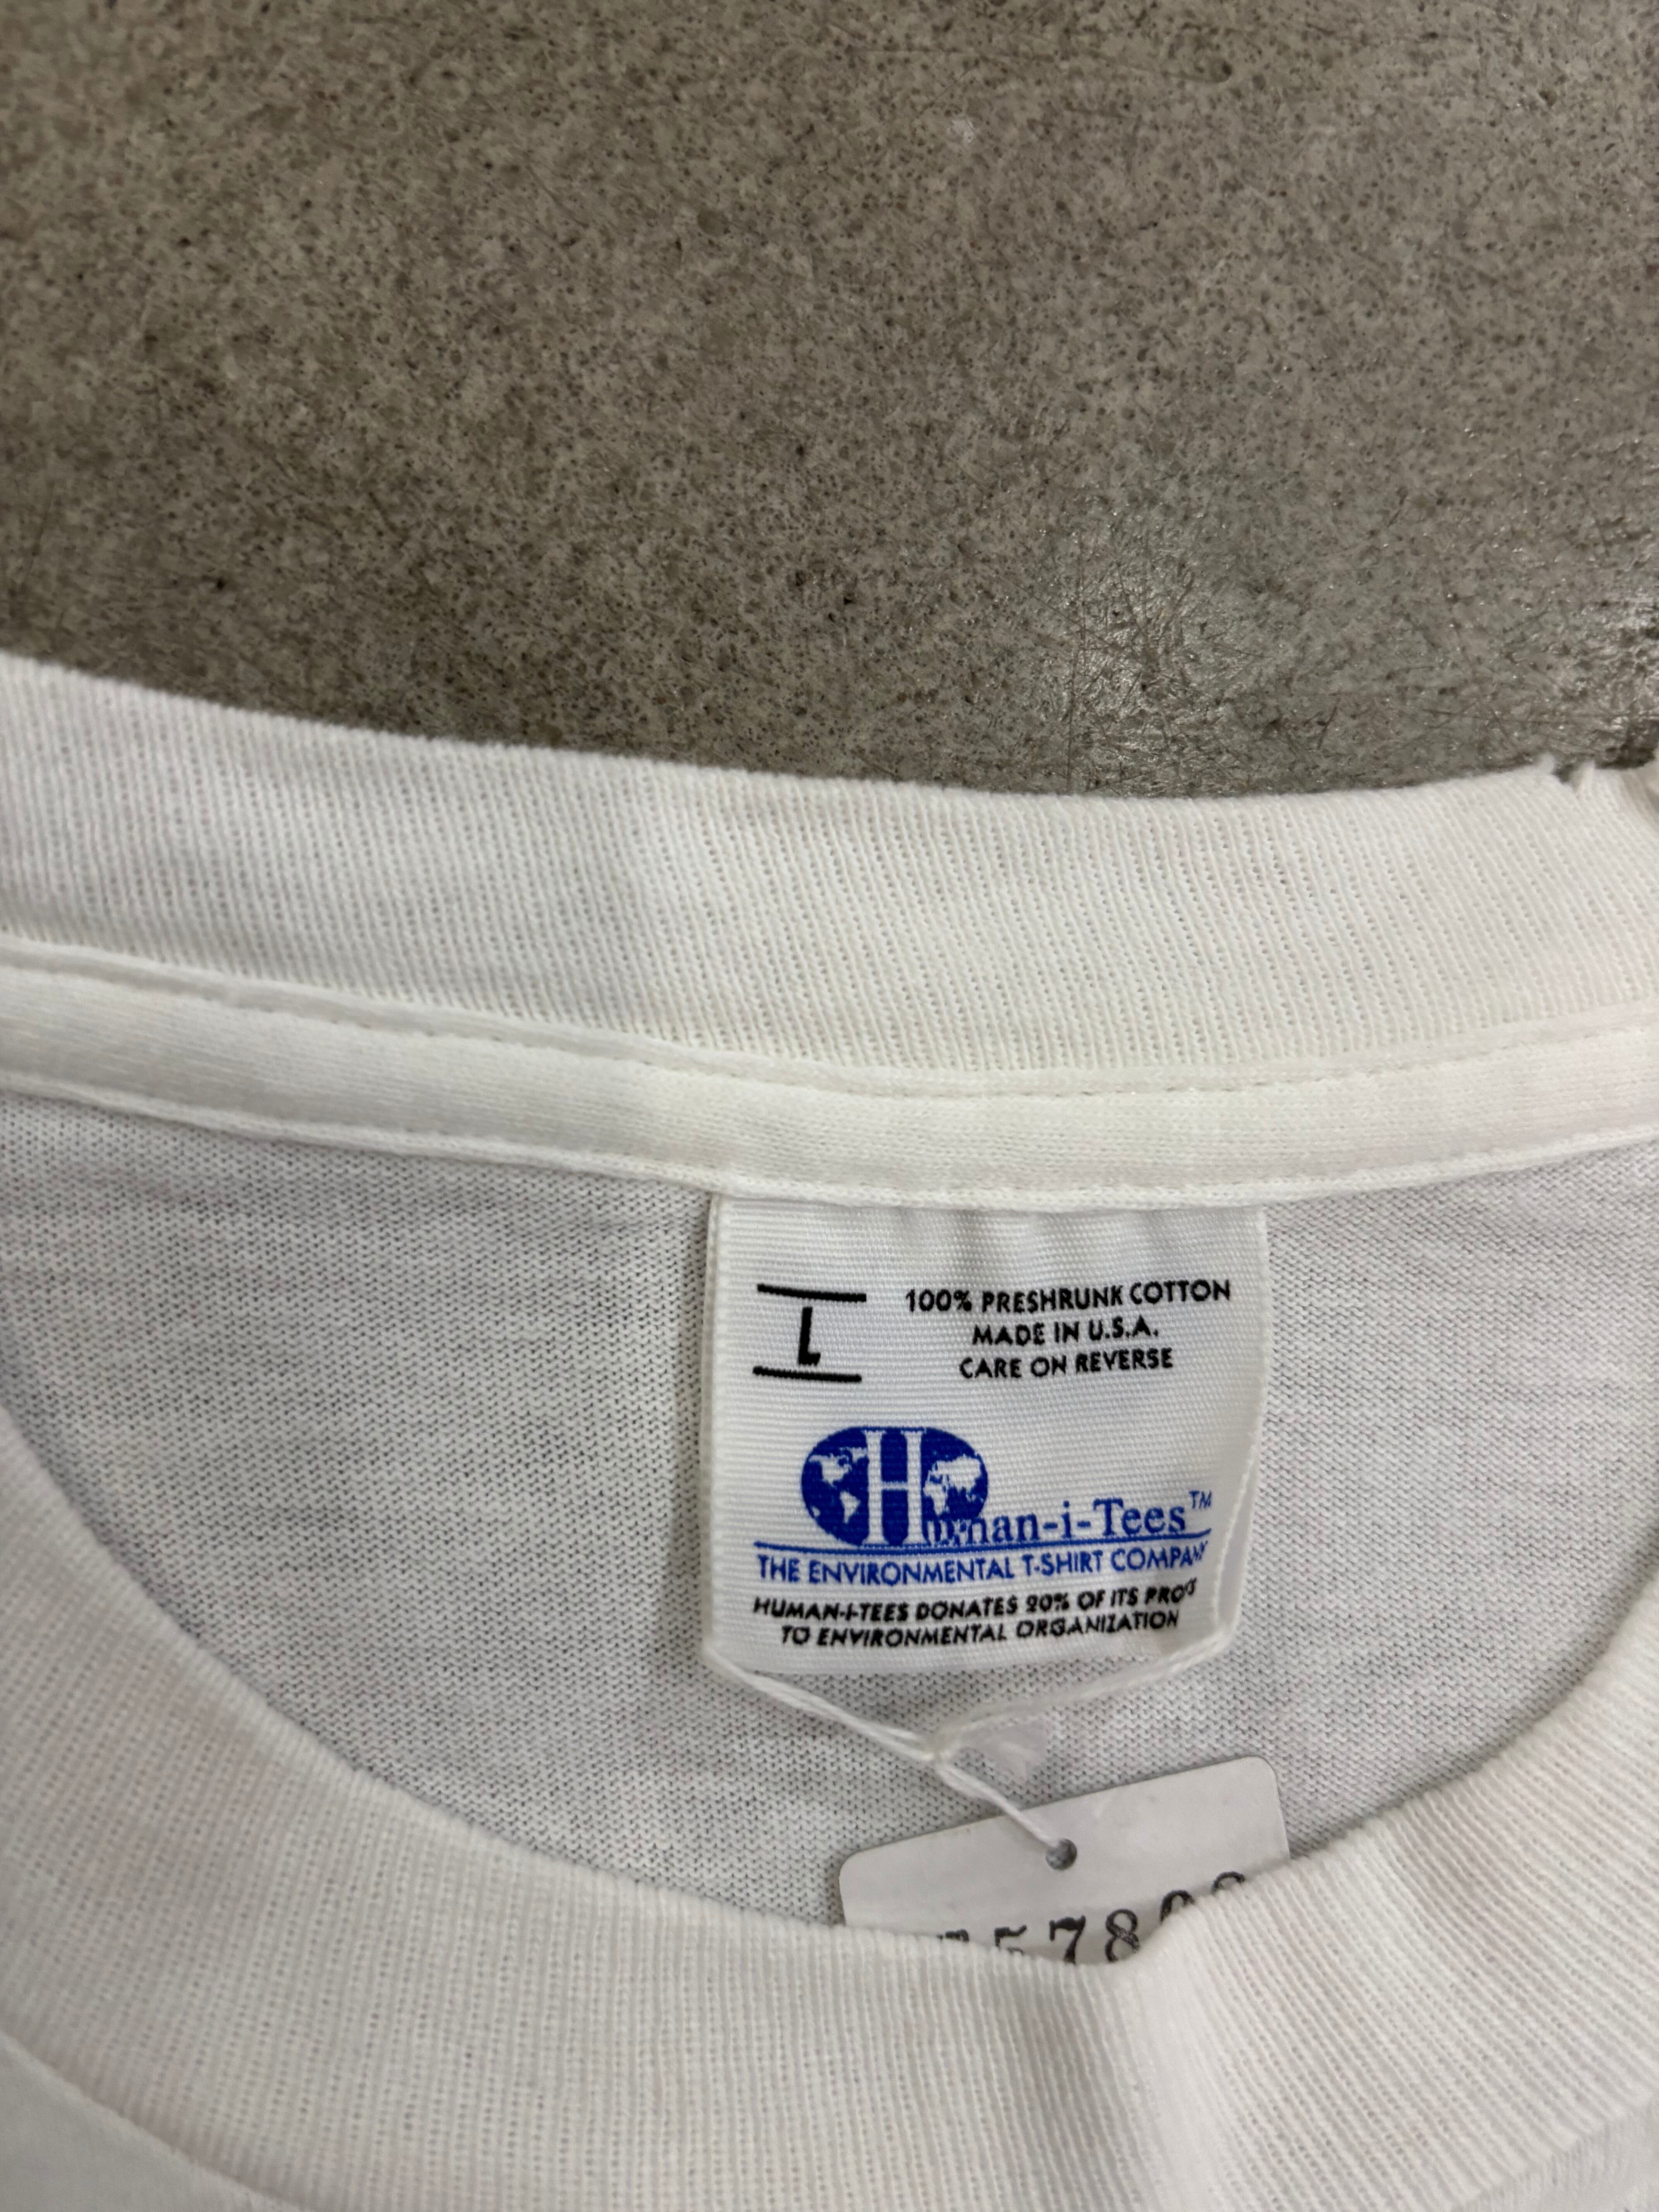 L
100% PRESHRUNK COTTON
MADE IN U.S.A.
CARE ON REVERSE
Human-i-Tees™
THE ENVIRONMENTAL T-SHIRT COMPANY
HUMAN-I-TEES DONATES 20% OF ITS
TO ENVIRONMENTAL ORGANIZATION
578